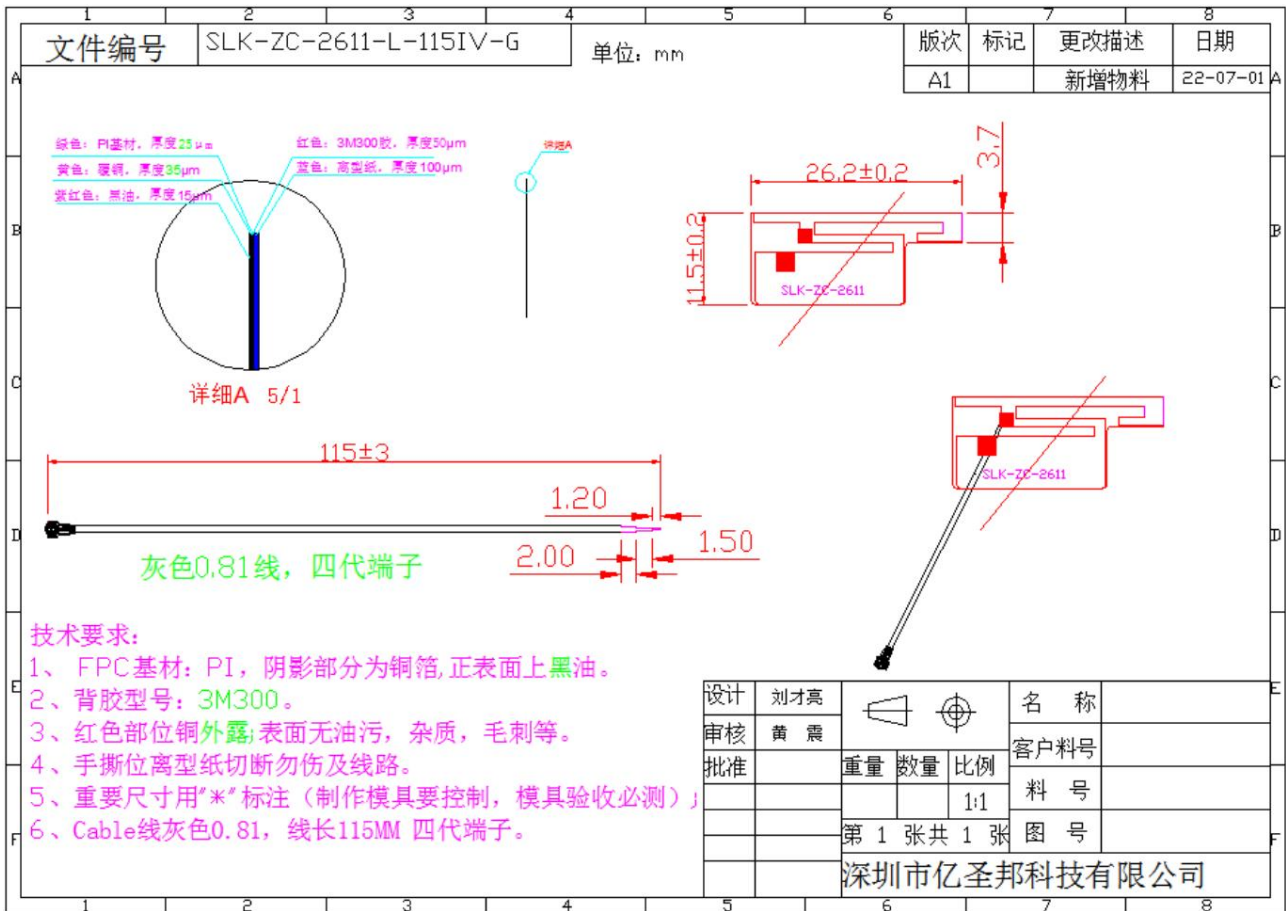 1 2 3 4 5 6 7 8
文件编号 SLK-ZC-2611-L-115IV-G
单位: mm
版次 标记 更改描述 日期
A1 新增物料 22-07-01
A A
绿色: PI基材, 厚度25μm
黄色: 覆铜, 厚度35μm
紫红色: 黑油, 厚度15μm
红色: 3M300胶, 厚度50μm
蓝色: 离型纸, 厚度100μm
详细A
26.2±0.2
3.7
11.5±0.2
SLK-ZC-2611
B B
详细A 5/1
C C
115±3
1.20
1.50
2.00
SLK-ZC-2611
D D
灰色0.81线, 四代端子
技术要求:
1、 FPC基材: PI, 阴影部分为铜箔,正表面上黑油。
2、背胶型号: 3M300。
3、红色部位铜外露;表面无油污, 杂质, 毛刺等。
4、手撕位离型纸切断勿伤及线路。
5、重要尺寸用"*"标注 (制作模具要控制, 模具验收必测) ;
6、Cable线灰色0.81, 线长115MM 四代端子。
E E
F F
设计 刘才亮
审核 黄 震
批准
重量 数量 比例
1:1
第 1 张共 1 张
名 称
客户料号
料 号
图 号
深圳市亿圣邦科技有限公司
1 2 3 4 5 6 7 8